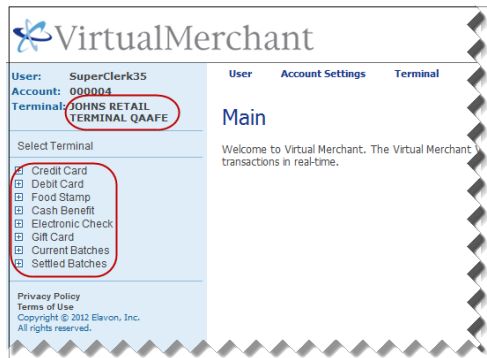 VirtualMerchant
User: SuperClerk35
Account: 000004
Terminal: JOHNS RETAIL
TERMINAL QAAFE
Select Terminal
Credit Card
Debit Card
Food Stamp
Cash Benefit
Electronic Check
Gift Card
Current Batches
Settled Batches
Privacy Policy
Terms of Use
Copyright © 2012 Elavon, Inc.
All rights reserved.
User Account Settings Terminal
Main
Welcome to Virtual Merchant. The Virtual Merchant
transactions in real-time.